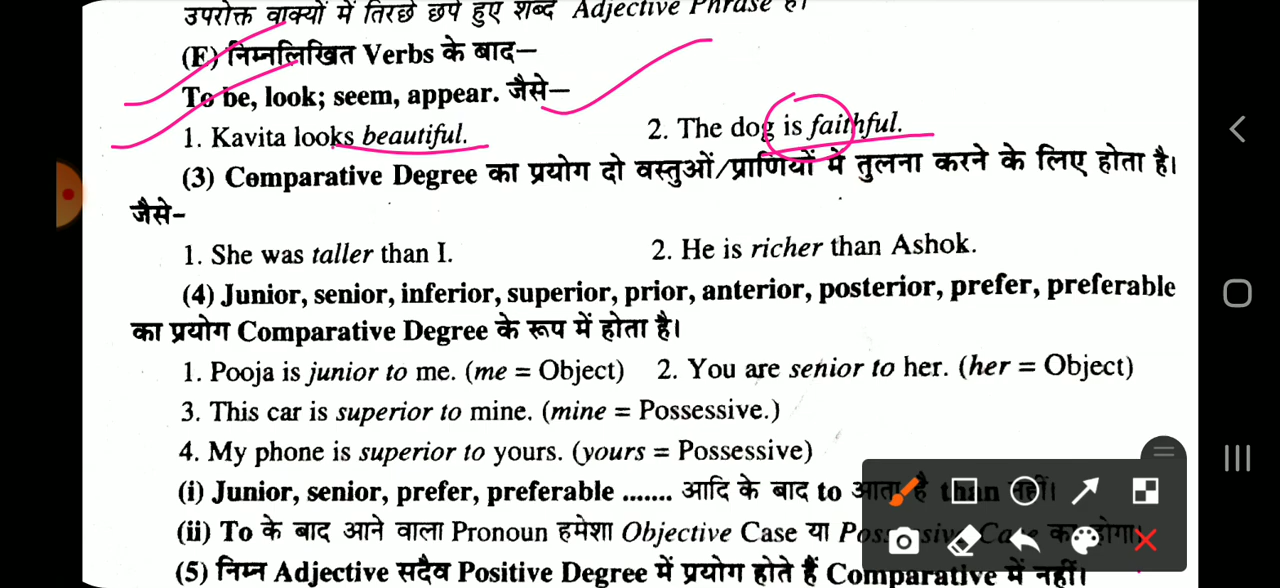 उपरोक्त वाक्यों में तिरछे छपे हुए शब्द Adjective Phrase हैं।
(F) निम्नलिखित Verbs के बाद–
To be, look; seem, appear. जैसे–
1. Kavita looks beautiful. 2. The dog is faithful.
(3) Comparative Degree का प्रयोग दो वस्तुओं/प्राणियों में तुलना करने के लिए होता है।
जैसे-
1. She was taller than I. 2. He is richer than Ashok.
(4) Junior, senior, inferior, superior, prior, anterior, posterior, prefer, preferable
का प्रयोग Comparative Degree के रूप में होता है।
1. Pooja is junior to me. (me = Object) 2. You are senior to her. (her = Object)
3. This car is superior to mine. (mine = Possessive.)
4. My phone is superior to yours. (yours = Possessive)
(i) Junior, senior, prefer, preferable ....... आदि के बाद to आता है than नहीं।
(ii) To के बाद आने वाला Pronoun हमेशा Objective Case या Possessive Case का होगा।
(5) निम्न Adjective सदैव Positive Degree में प्रयोग होते हैं Comparative में नहीं।